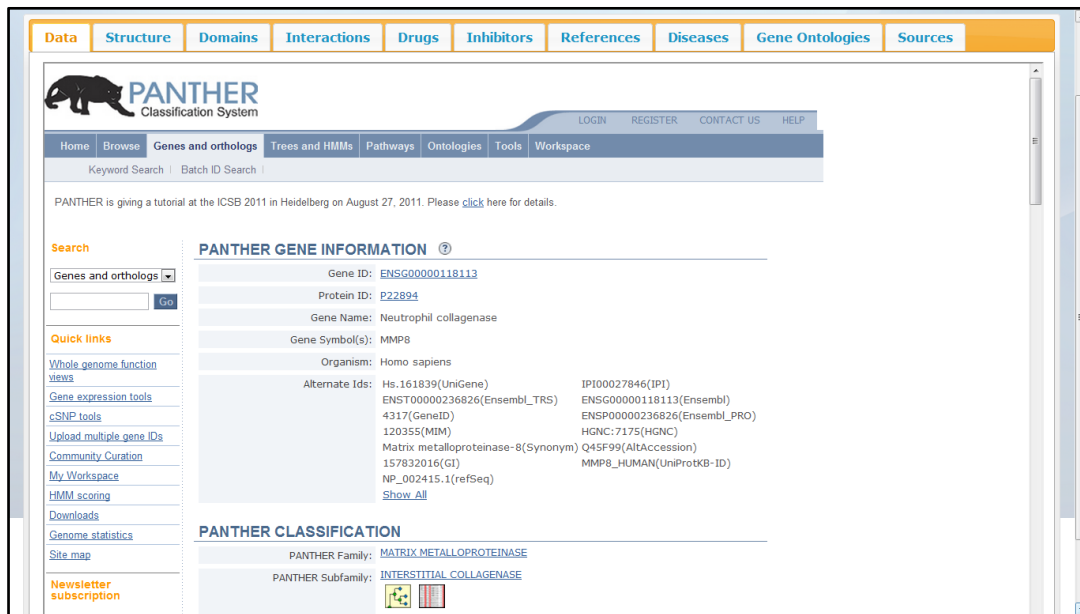 Data Structure Domains Interactions Drugs Inhibitors References Diseases Gene Ontologies Sources
PANTHER
Classification System
LOGIN REGISTER CONTACT US HELP
Home Browse Genes and orthologs Trees and HMMs Pathways Ontologies Tools Workspace
Keyword Search | Batch ID Search |
PANTHER is giving a tutorial at the ICSB 2011 in Heidelberg on August 27, 2011. Please click here for details.
Search
Genes and orthologs
Go
Quick links
Whole genome function
views
Gene expression tools
cSNP tools
Upload multiple gene IDs
Community Curation
My Workspace
HMM scoring
Downloads
Genome statistics
Site map
Newsletter
subscription
PANTHER GENE INFORMATION ?
Gene ID: ENSG00000118113
Protein ID: P22894
Gene Name: Neutrophil collagenase
Gene Symbol(s): MMP8
Organism: Homo sapiens
Alternate Ids: Hs.161839(UniGene) IPI00027846(IPI)
ENST00000236826(Ensembl_TRS) ENSG00000118113(Ensembl)
4317(GeneID) ENSP00000236826(Ensembl_PRO)
120355(MIM) HGNC:7175(HGNC)
Matrix metalloproteinase-8(Synonym) Q45F99(AltAccession)
157832016(GI) MMP8_HUMAN(UniProtKB-ID)
NP_002415.1(refSeq)
Show All
PANTHER CLASSIFICATION
PANTHER Family: MATRIX METALLOPROTEINASE
PANTHER Subfamily: INTERSTITIAL COLLAGENASE